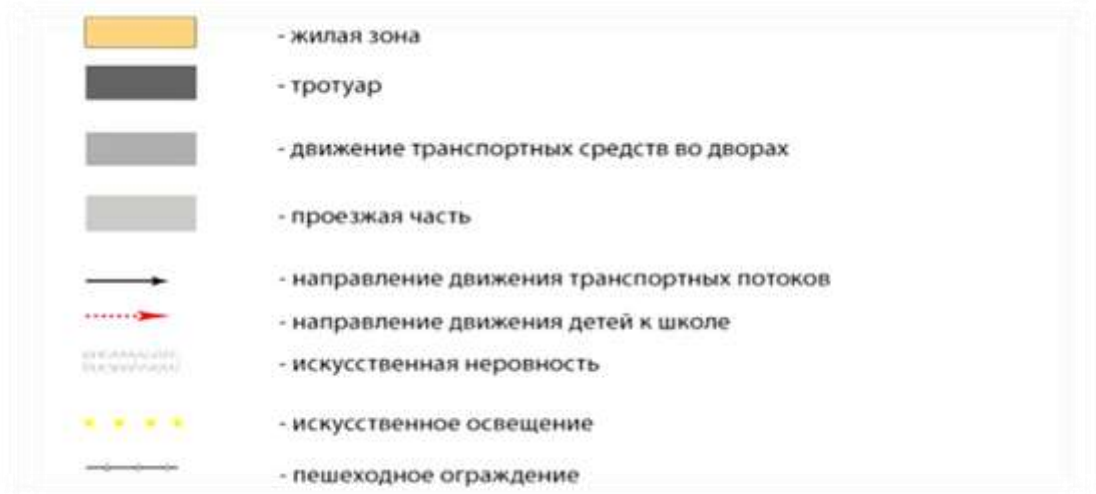 - жилая зона
- тротуар
- движение транспортных средств во дворах
- проезжая часть
- направление движения транспортных потоков
- направление движения детей к школе
- искусственная неровность
- искусственное освещение
- пешеходное ограждение